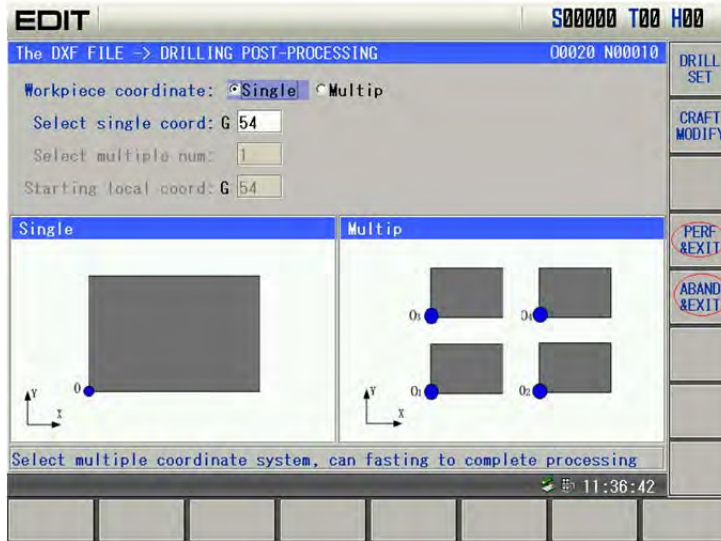 EDIT S00000 T00 H00
The DXF FILE -> DRILLING POST-PROCESSING O0020 N00010
Workpiece coordinate: Single Multip
Select single coord: G 54
Select multiple num: 1
Starting local coord: G 54
DRILL
SET
CRAFT
MODIFY
PERF
&EXIT
ABAND
&EXIT
Single
O
Y
X
Multip
O3
O4
O1
O2
Y
X
Select multiple coordinate system, can fasting to complete processing
11:36:42